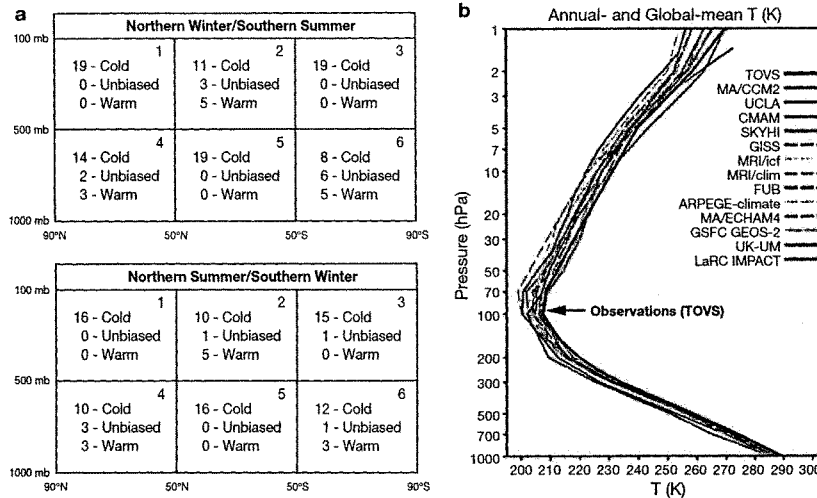 a
Northern Winter/Southern Summer
100 mb
1
19 - Cold
0 - Unbiased
0 - Warm
2
11 - Cold
3 - Unbiased
5 - Warm
3
19 - Cold
0 - Unbiased
0 - Warm
500 mb
4
14 - Cold
2 - Unbiased
3 - Warm
5
19 - Cold
0 - Unbiased
0 - Warm
6
8 - Cold
6 - Unbiased
5 - Warm
1000 mb
90°N 50°N 50°S 90°S
Northern Summer/Southern Winter
100 mb
1
16 - Cold
0 - Unbiased
0 - Warm
2
10 - Cold
1 - Unbiased
5 - Warm
3
15 - Cold
1 - Unbiased
0 - Warm
500 mb
4
10 - Cold
3 - Unbiased
3 - Warm
5
16 - Cold
0 - Unbiased
0 - Warm
6
12 - Cold
1 - Unbiased
3 - Warm
1000 mb
90°N 50°N 50°S 90°S
b
Annual- and Global-mean T (K)
Pressure (hPa)
1
2
3
5
7
10
20
30
50
70
100
200
300
500
700
1000
TOVS
MA/CCM2
UCLA
CMAM
SKYHI
GISS
MRI/icf
MRI/clim
FUB
ARPEGE-climate
MA/ECHAM4
GSFC GEOS-2
UK-UM
LaRC IMPACT
Observations (TOVS)
200 210 220 230 240 250 260 270 280 290 300
T (K)